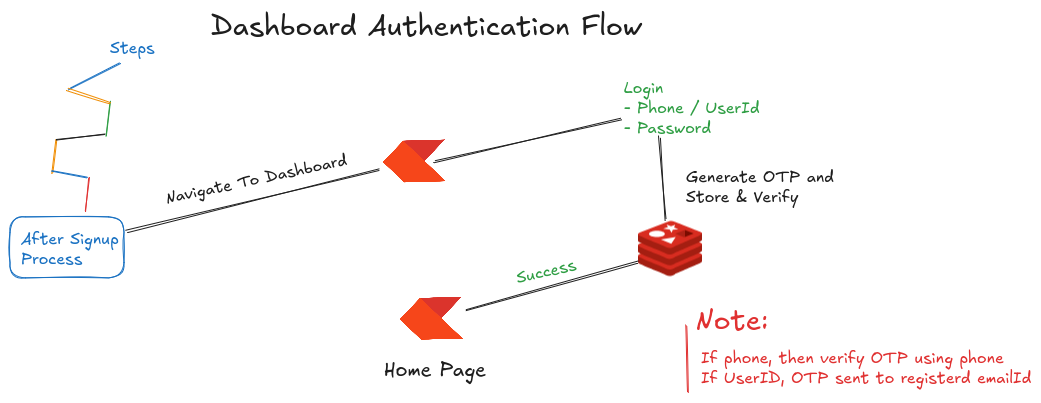 Dashboard Authentication Flow
Steps
Login
- Phone / UserId
- Password
Navigate To Dashboard
Generate OTP and
Store & Verify
After Signup
Process
Success
Home Page
Note:
If phone, then verify OTP using phone
If UserID, OTP sent to registerd emailId